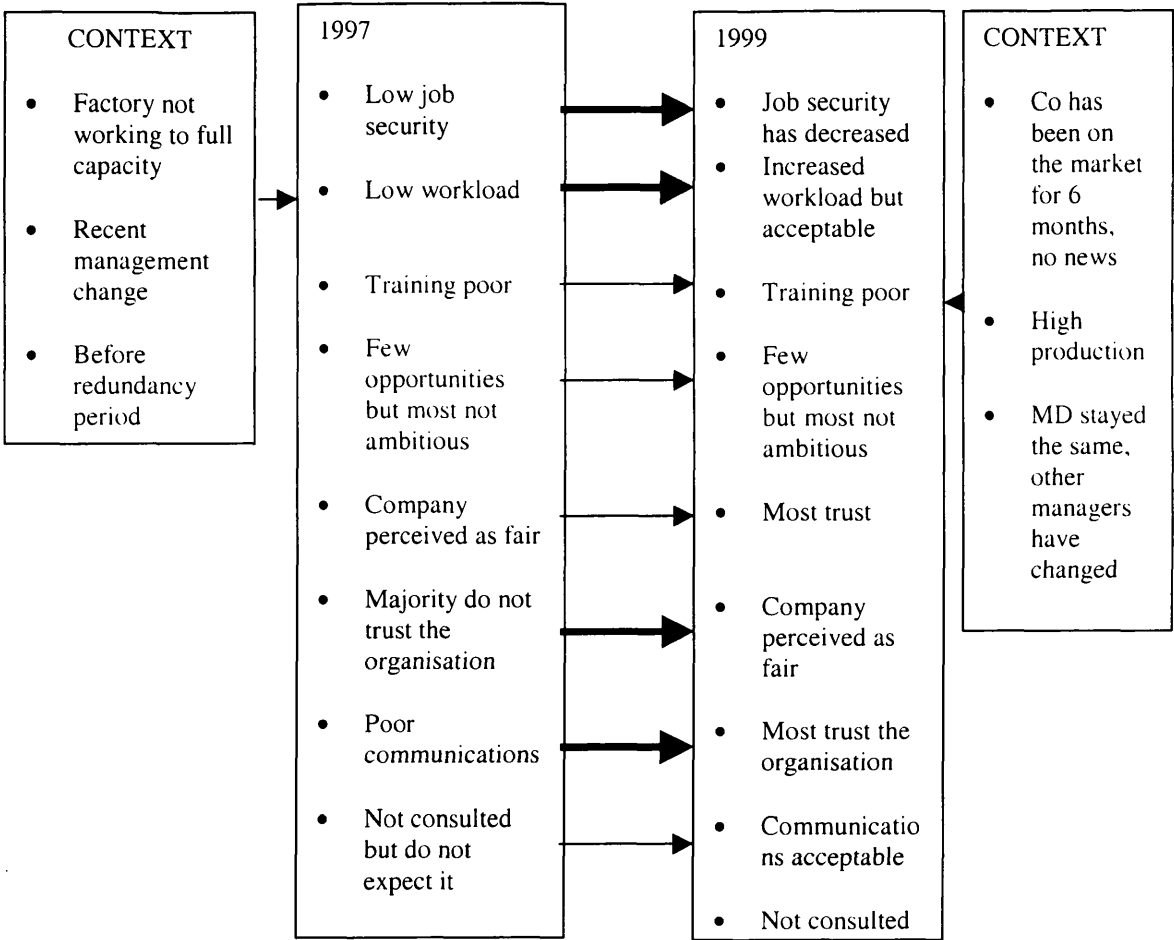 CONTEXT
• Factory not
working to full
capacity
• Recent
management
change
• Before
redundancy
period
1997
• Low job
security
• Low workload
• Training poor
• Few
opportunities
but most not
ambitious
• Company
perceived as fair
• Majority do not
trust the
organisation
• Poor
communications
• Not consulted
but do not
expect it
1999
• Job security
has decreased
• Increased
workload but
acceptable
• Training poor
• Few
opportunities
but most not
ambitious
• Most trust
• Company
perceived as
fair
• Most trust the
organisation
• Communicatio
ns acceptable
• Not consulted
CONTEXT
• Co has
been on
the market
for 6
months,
no news
• High
production
• MD stayed
the same,
other
managers
have
changed